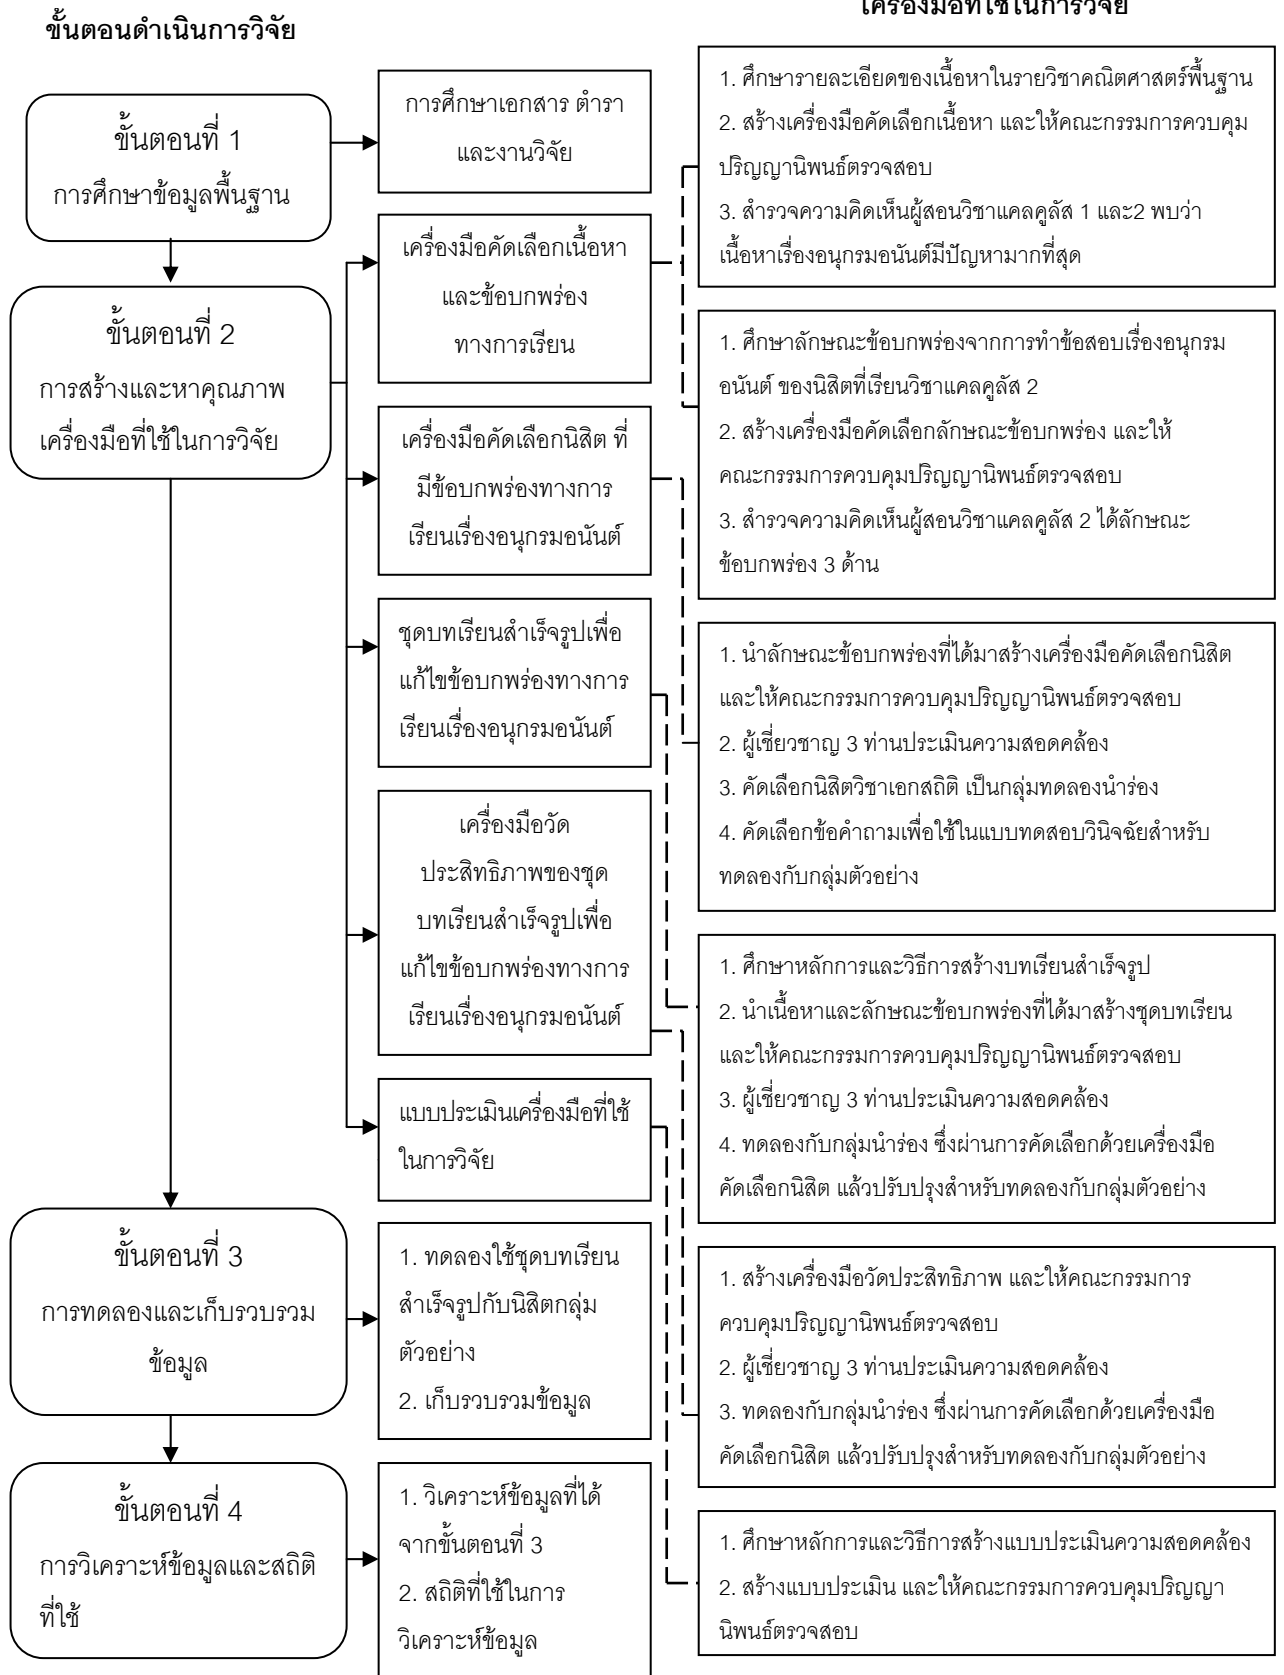 เครื่องมือที่ใช้ในการวิจัย
ขั้นตอนดำเนินการวิจัย
ขั้นตอนที่ 1
การศึกษาข้อมูลพื้นฐาน
การศึกษาเอกสาร ตำรา
และงานวิจัย
ขั้นตอนที่ 2
การสร้างและหาคุณภาพ
เครื่องมือที่ใช้ในการวิจัย
เครื่องมือคัดเลือกเนื้อหา
และข้อบกพร่อง
ทางการเรียน
เครื่องมือคัดเลือกนิสิต ที่
มีข้อบกพร่องทางการ
เรียนเรื่องอนุกรมอนันต์
ชุดบทเรียนสำเร็จรูปเพื่อ
แก้ไขข้อบกพร่องทางการ
เรียนเรื่องอนุกรมอนันต์
เครื่องมือวัด
ประสิทธิภาพของชุด
บทเรียนสำเร็จรูปเพื่อ
แก้ไขข้อบกพร่องทางการ
เรียนเรื่องอนุกรมอนันต์
แบบประเมินเครื่องมือที่ใช้
ในการวิจัย
ขั้นตอนที่ 3
การทดลองและเก็บรวบรวม
ข้อมูล
1. ทดลองใช้ชุดบทเรียน
สำเร็จรูปกับนิสิตกลุ่ม
ตัวอย่าง
2. เก็บรวบรวมข้อมูล
ขั้นตอนที่ 4
การวิเคราะห์ข้อมูลและสถิติ
ที่ใช้
1. วิเคราะห์ข้อมูลที่ได้
จากขั้นตอนที่ 3
2. สถิติที่ใช้ในการ
วิเคราะห์ข้อมูล
1. ศึกษารายละเอียดของเนื้อหาในรายวิชาคณิตศาสตร์พื้นฐาน
2. สร้างเครื่องมือคัดเลือกเนื้อหา และให้คณะกรรมการควบคุม
ปริญญานิพนธ์ตรวจสอบ
3. สำรวจความคิดเห็นผู้สอนวิชาแคลคูลัส 1 และ2 พบว่า
เนื้อหาเรื่องอนุกรมอนันต์มีปัญหามากที่สุด
1. ศึกษาลักษณะข้อบกพร่องจากการทำข้อสอบเรื่องอนุกรม
อนันต์ ของนิสิตที่เรียนวิชาแคลคูลัส 2
2. สร้างเครื่องมือคัดเลือกลักษณะข้อบกพร่อง และให้
คณะกรรมการควบคุมปริญญานิพนธ์ตรวจสอบ
3. สำรวจความคิดเห็นผู้สอนวิชาแคลคูลัส 2 ได้ลักษณะ
ข้อบกพร่อง 3 ด้าน
1. นำลักษณะข้อบกพร่องที่ได้มาสร้างเครื่องมือคัดเลือกนิสิต
และให้คณะกรรมการควบคุมปริญญานิพนธ์ตรวจสอบ
2. ผู้เชี่ยวชาญ 3 ท่านประเมินความสอดคล้อง
3. คัดเลือกนิสิตวิชาเอกสถิติ เป็นกลุ่มทดลองนำร่อง
4. คัดเลือกข้อคำถามเพื่อใช้ในแบบทดสอบวินิจฉัยสำหรับ
ทดลองกับกลุ่มตัวอย่าง
1. ศึกษาหลักการและวิธีการสร้างบทเรียนสำเร็จรูป
2. นำเนื้อหาและลักษณะข้อบกพร่องที่ได้มาสร้างชุดบทเรียน
และให้คณะกรรมการควบคุมปริญญานิพนธ์ตรวจสอบ
3. ผู้เชี่ยวชาญ 3 ท่านประเมินความสอดคล้อง
4. ทดลองกับกลุ่มนำร่อง ซึ่งผ่านการคัดเลือกด้วยเครื่องมือ
คัดเลือกนิสิต แล้วปรับปรุงสำหรับทดลองกับกลุ่มตัวอย่าง
1. สร้างเครื่องมือวัดประสิทธิภาพ และให้คณะกรรมการ
ควบคุมปริญญานิพนธ์ตรวจสอบ
2. ผู้เชี่ยวชาญ 3 ท่านประเมินความสอดคล้อง
3. ทดลองกับกลุ่มนำร่อง ซึ่งผ่านการคัดเลือกด้วยเครื่องมือ
คัดเลือกนิสิต แล้วปรับปรุงสำหรับทดลองกับกลุ่มตัวอย่าง
1. ศึกษาหลักการและวิธีการสร้างแบบประเมินความสอดคล้อง
2. สร้างแบบประเมิน และให้คณะกรรมการควบคุมปริญญา
นิพนธ์ตรวจสอบ